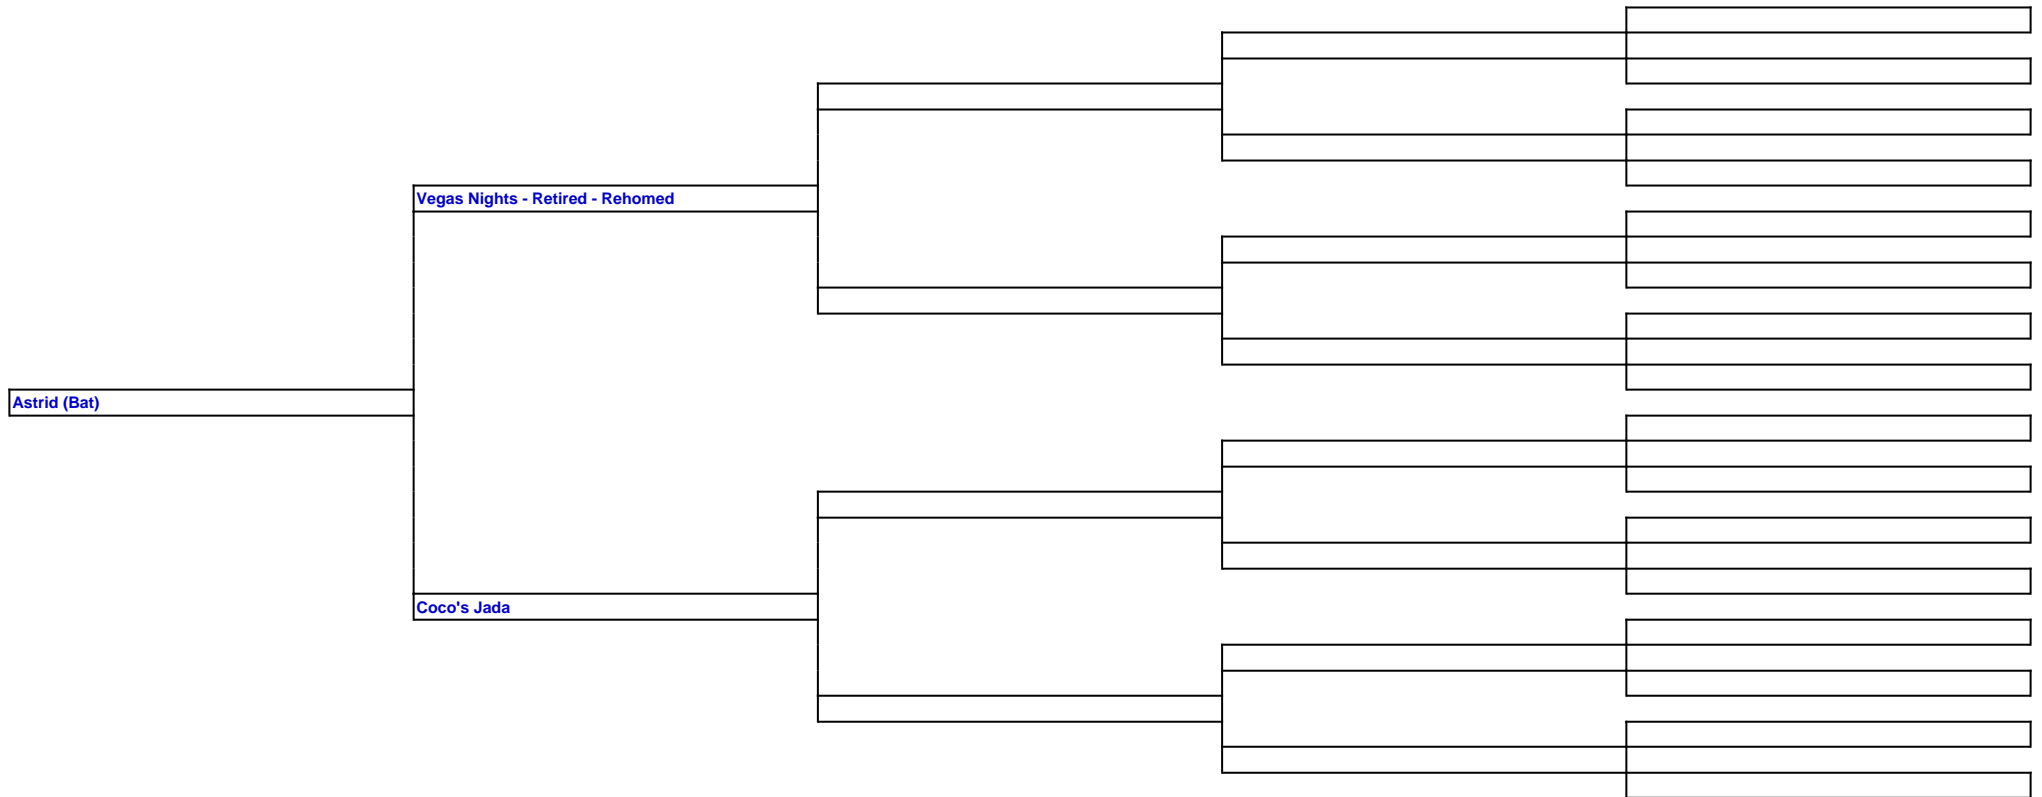 Vegas Nights - Retired - Rehomed
Astrid (Bat)
Coco's Jada